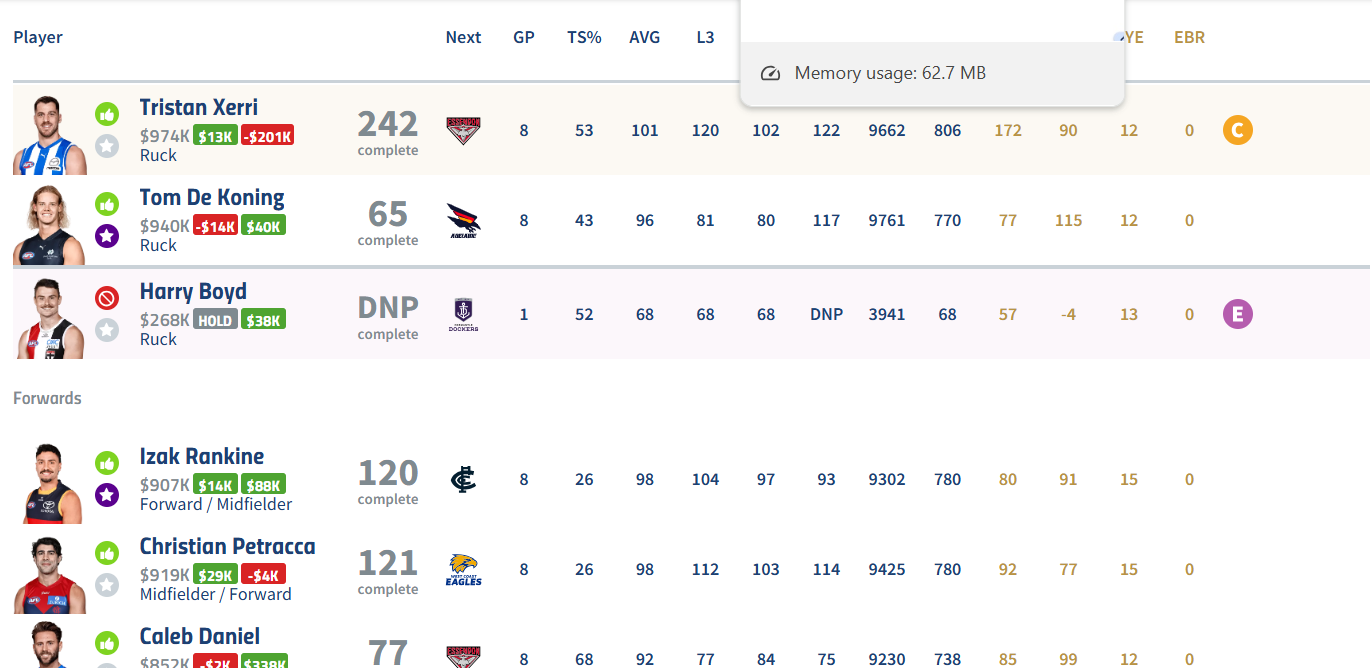 Player Next GP TS% AVG L3 YE EBR
Memory usage: 62.7 MB
Tristan Xerri
$974K $13K -$201K
Ruck
242
complete
ESSENDON
8 53 101 120 102 122 9662 806 172 90 12 0 C
Tom De Koning
$940K -$14K $40K
Ruck
65
complete
ADELAIDE
8 43 96 81 80 117 9761 770 77 115 12 0
Harry Boyd
$268K HOLD $38K
Ruck
DNP
complete
DOCKERS
1 52 68 68 68 DNP 3941 68 57 -4 13 0 E
Forwards
Izak Rankine
$907K $14K $88K
Forward / Midfielder
120
complete
8 26 98 104 97 93 9302 780 80 91 15 0
Christian Petracca
$919K $29K -$4K
Midfielder / Forward
121
complete
WEST COAST
EAGLES
8 26 98 112 103 114 9425 780 92 77 15 0
Caleb Daniel
$852K -$2K $338K
77
ESSENDON
8 68 92 77 84 75 9230 738 85 99 12 0